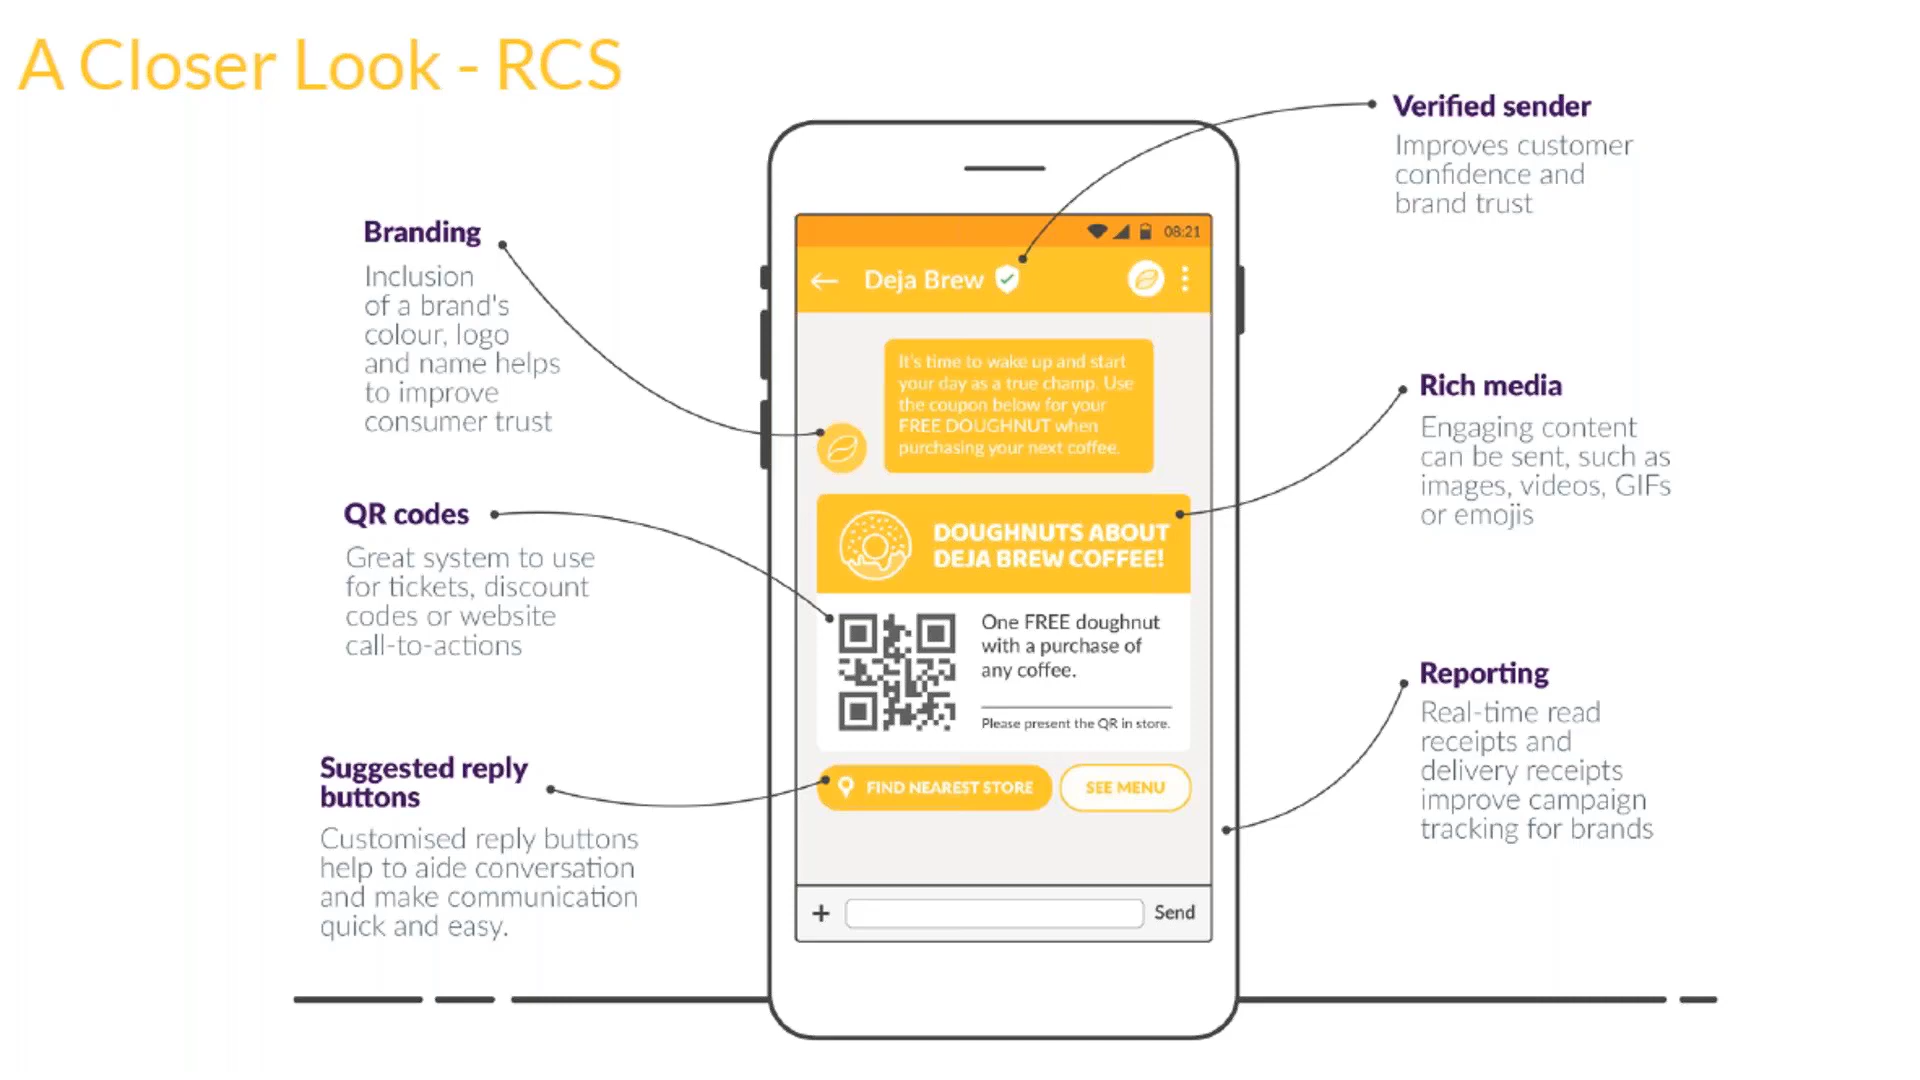 A Closer Look - RCS
Branding
Inclusion
of a brand's
colour, logo
and name helps
to improve
consumer trust
QR codes
Great system to use
for tickets, discount
codes or website
call-to-actions
Suggested reply
buttons
Customised reply buttons
help to aide conversation
and make communication
quick and easy.
08:21
Deja Brew
It's time to wake up and start
your day as a true champ. Use
the coupon below for your
FREE DOUGHNUT when
purchasing your next coffee.
DOUGHNUTS ABOUT
DEJA BREW COFFEE!
One FREE doughnut
with a purchase of
any coffee.
Please present the QR in store.
FIND NEAREST STORE
SEE MENU
+
Send
Verified sender
Improves customer
confidence and
brand trust
Rich media
Engaging content
can be sent, such as
images, videos, GIFs
or emojis
Reporting
Real-time read
receipts and
delivery receipts
improve campaign
tracking for brands